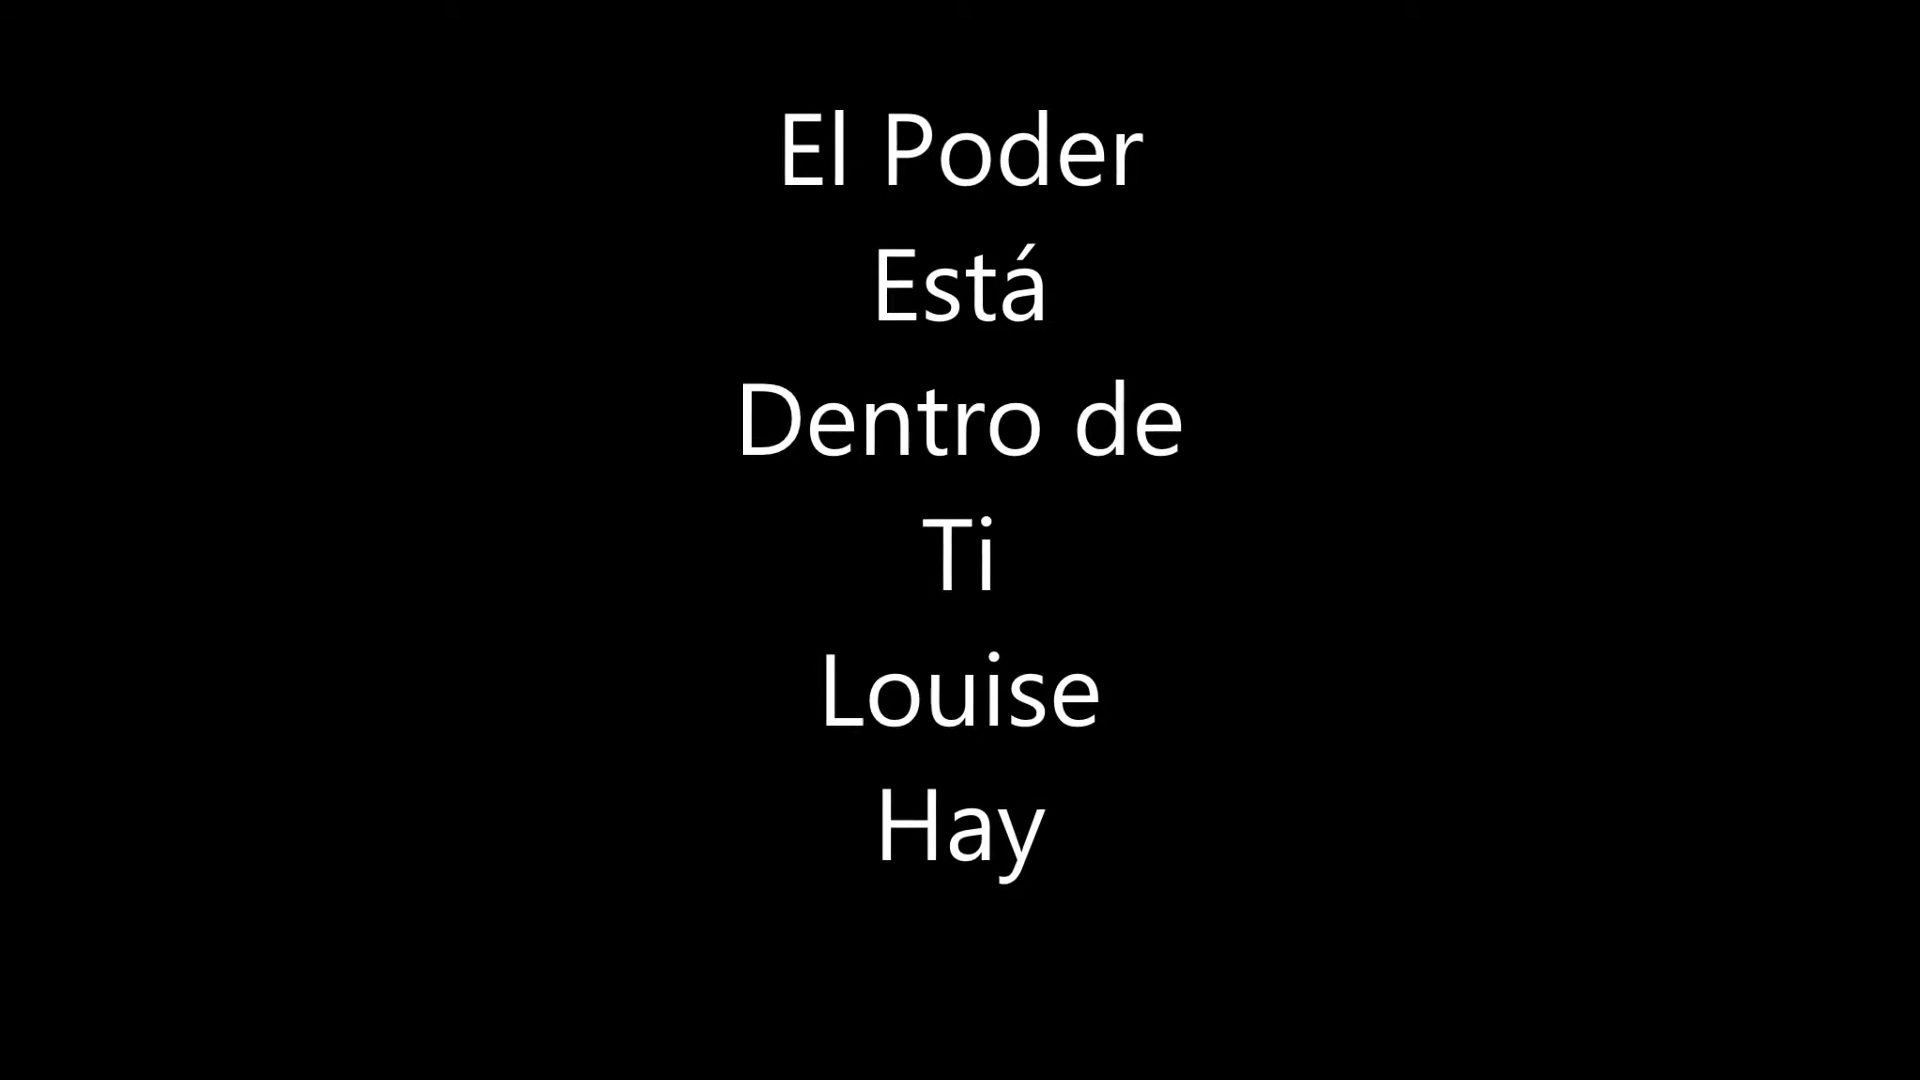 El Poder
Está
Dentro de
Ti
Louise
Hay